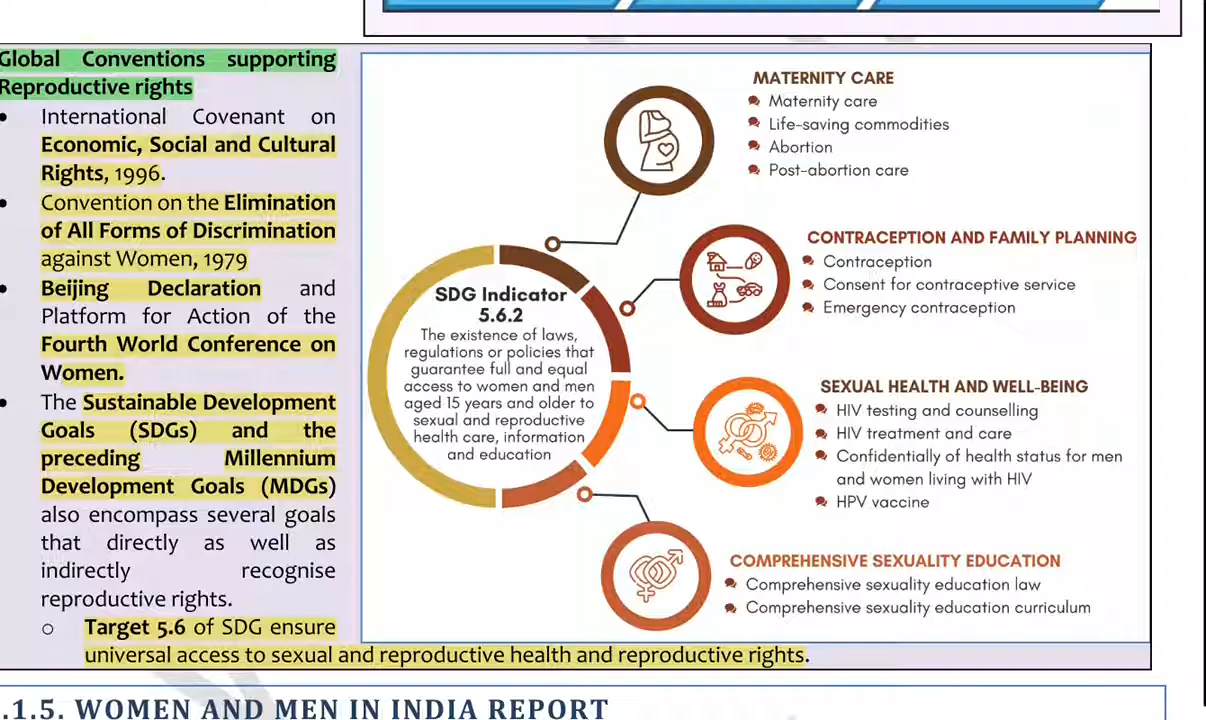 Global Conventions supporting
Reproductive rights
• International Covenant on
Economic, Social and Cultural
Rights, 1996.
• Convention on the Elimination
of All Forms of Discrimination
against Women, 1979
• Beijing Declaration and
Platform for Action of the
Fourth World Conference on
Women.
• The Sustainable Development
Goals (SDGs) and the
preceding Millennium
Development Goals (MDGs)
also encompass several goals
that directly as well as
indirectly recognise
reproductive rights.
o Target 5.6 of SDG ensure
universal access to sexual and reproductive health and reproductive rights.
SDG Indicator
5.6.2
The existence of laws,
regulations or policies that
guarantee full and equal
access to women and men
aged 15 years and older to
sexual and reproductive
health care, information
and education
MATERNITY CARE
Maternity care
Life-saving commodities
Abortion
Post-abortion care
CONTRACEPTION AND FAMILY PLANNING
Contraception
Consent for contraceptive service
Emergency contraception
SEXUAL HEALTH AND WELL-BEING
HIV testing and counselling
HIV treatment and care
Confidentially of health status for men
and women living with HIV
HPV vaccine
COMPREHENSIVE SEXUALITY EDUCATION
Comprehensive sexuality education law
Comprehensive sexuality education curriculum
.1.5. WOMEN AND MEN IN INDIA REPORT